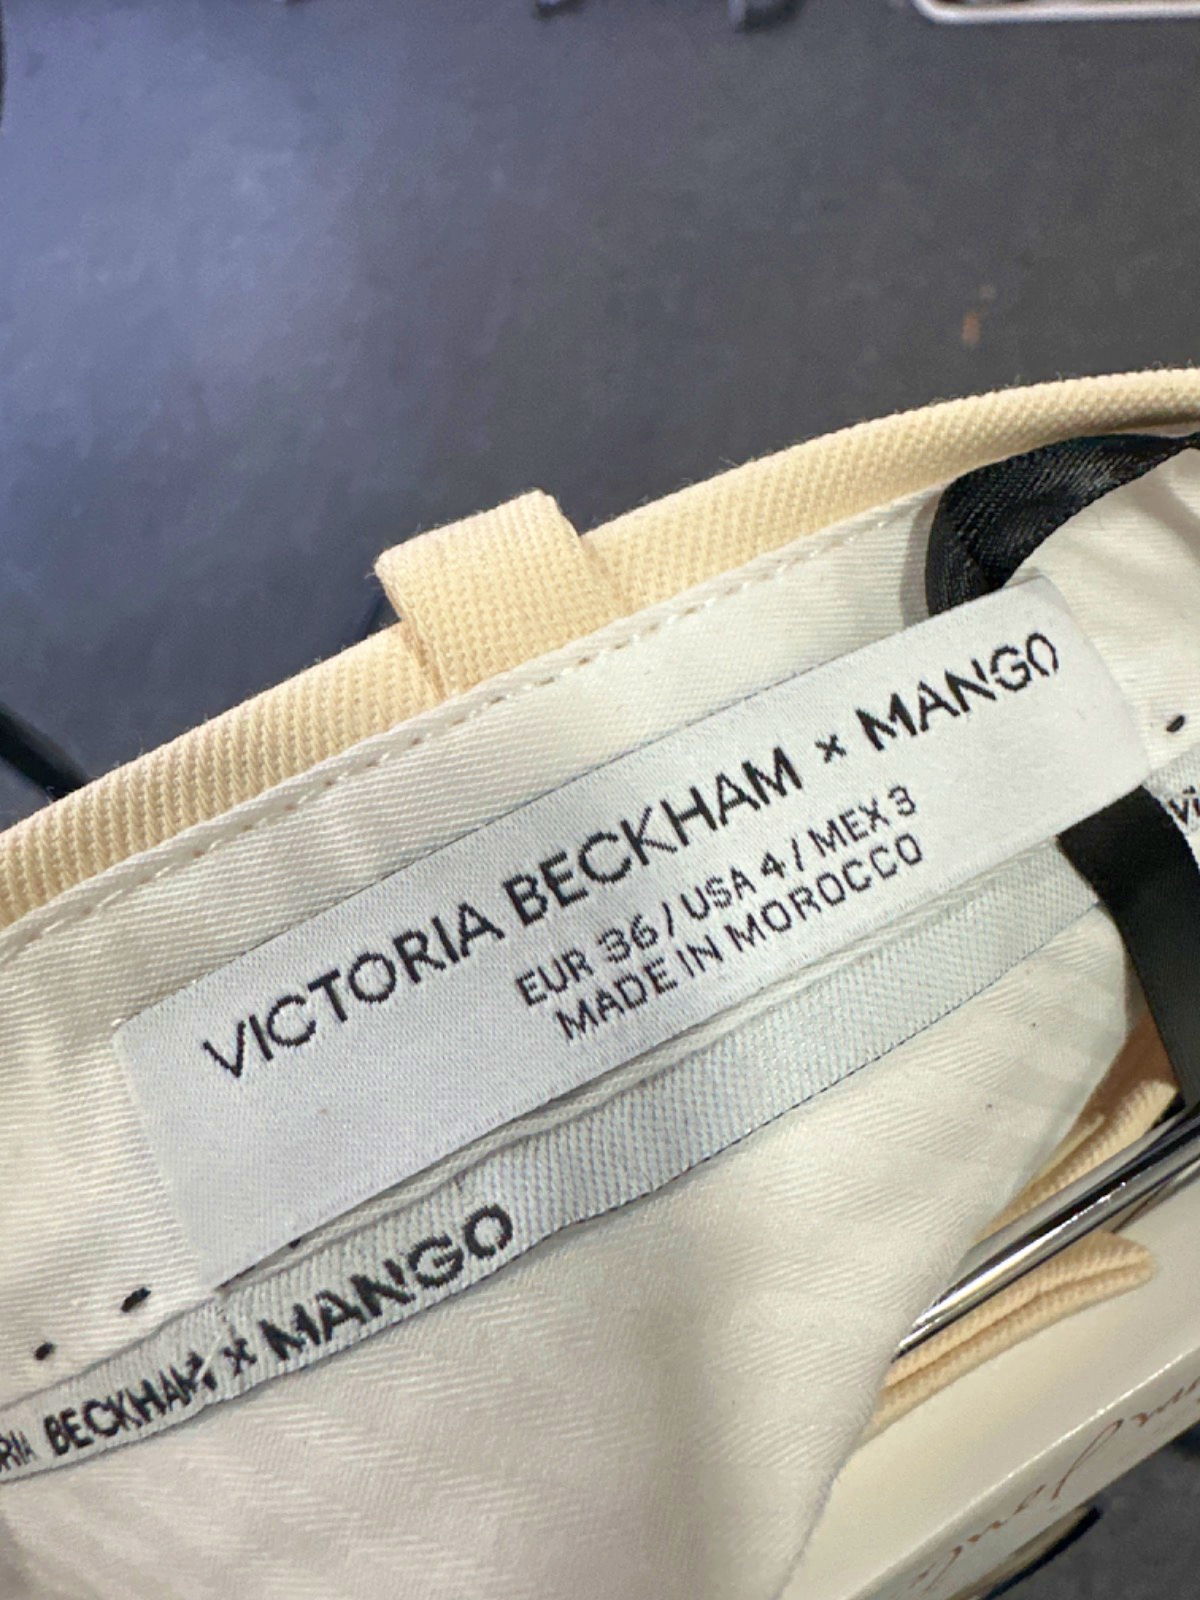 VICTORIA BECKHAM × MANGO
EUR 36 / USA 4 / MEX 3
MADE IN MOROCCO
BECKHAM × MANGO